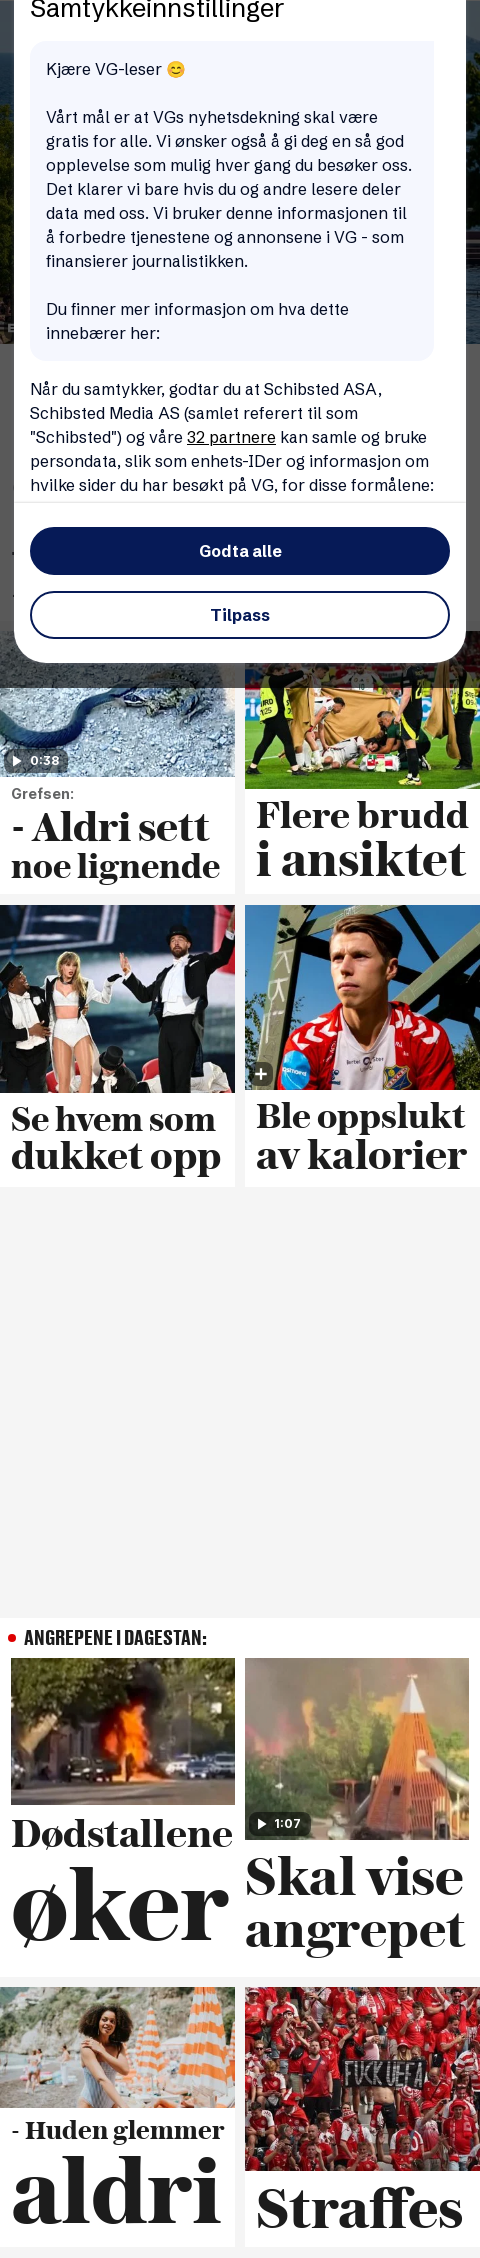 Samtykkeinnstillinger
Kjære VG-leser 😊
Vårt mål er at VGs nyhetsdekning skal være
gratis for alle. Vi ønsker også å gi deg en så god
opplevelse som mulig hver gang du besøker oss.
Det klarer vi bare hvis du og andre lesere deler
data med oss. Vi bruker denne informasjonen til
å forbedre tjenestene og annonsene i VG - som
finansierer journalistikken.
Du finner mer informasjon om hva dette
innebærer her:
Når du samtykker, godtar du at Schibsted ASA,
Schibsted Media AS (samlet referert til som
"Schibsted") og våre 32 partnere kan samle og bruke
persondata, slik som enhets-IDer og informasjon om
hvilke sider du har besøkt på VG, for disse formålene:
Godta alle
Tilpass
0:38
Grefsen:
- Aldri sett
noe lignende
Flere brudd
i ansiktet
Se hvem som
dukket opp
Ble oppslukt
av kalorier
ANGREPENE I DAGESTAN:
Dødstallene
øker
1:07
Skal vise
angrepet
- Huden glemmer
aldri
FUCK UEFA
Straffes